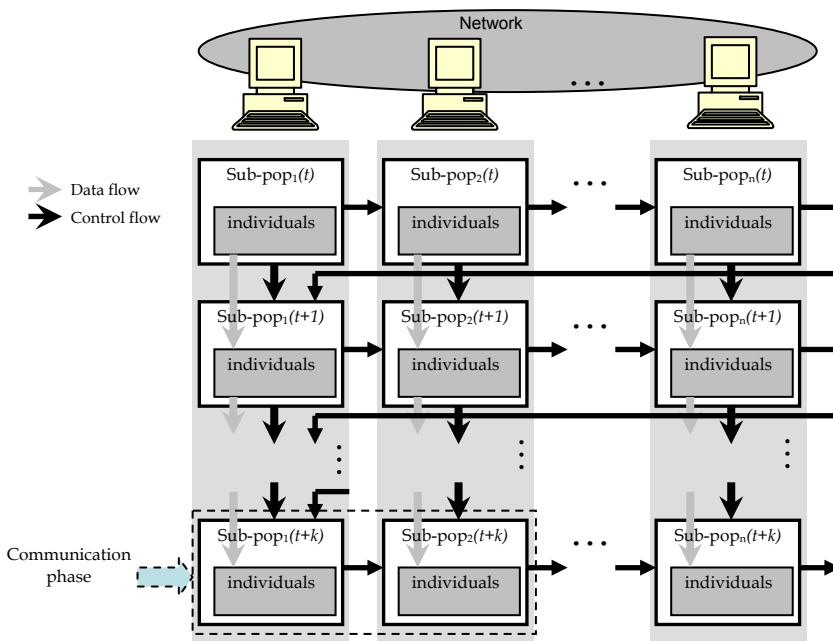 Network
. . .
Sub-pop1(t)
Sub-pop2(t)
. . .
Sub-popn(t)
Data flow
Control flow
individuals
individuals
individuals
Sub-pop1(t+1)
Sub-pop2(t+1)
. . .
Sub-popn(t+1)
individuals
individuals
individuals
. . .
. . .
. . .
Sub-pop1(t+k)
Sub-pop2(t+k)
. . .
Sub-popn(t+k)
Communication
phase
individuals
individuals
individuals